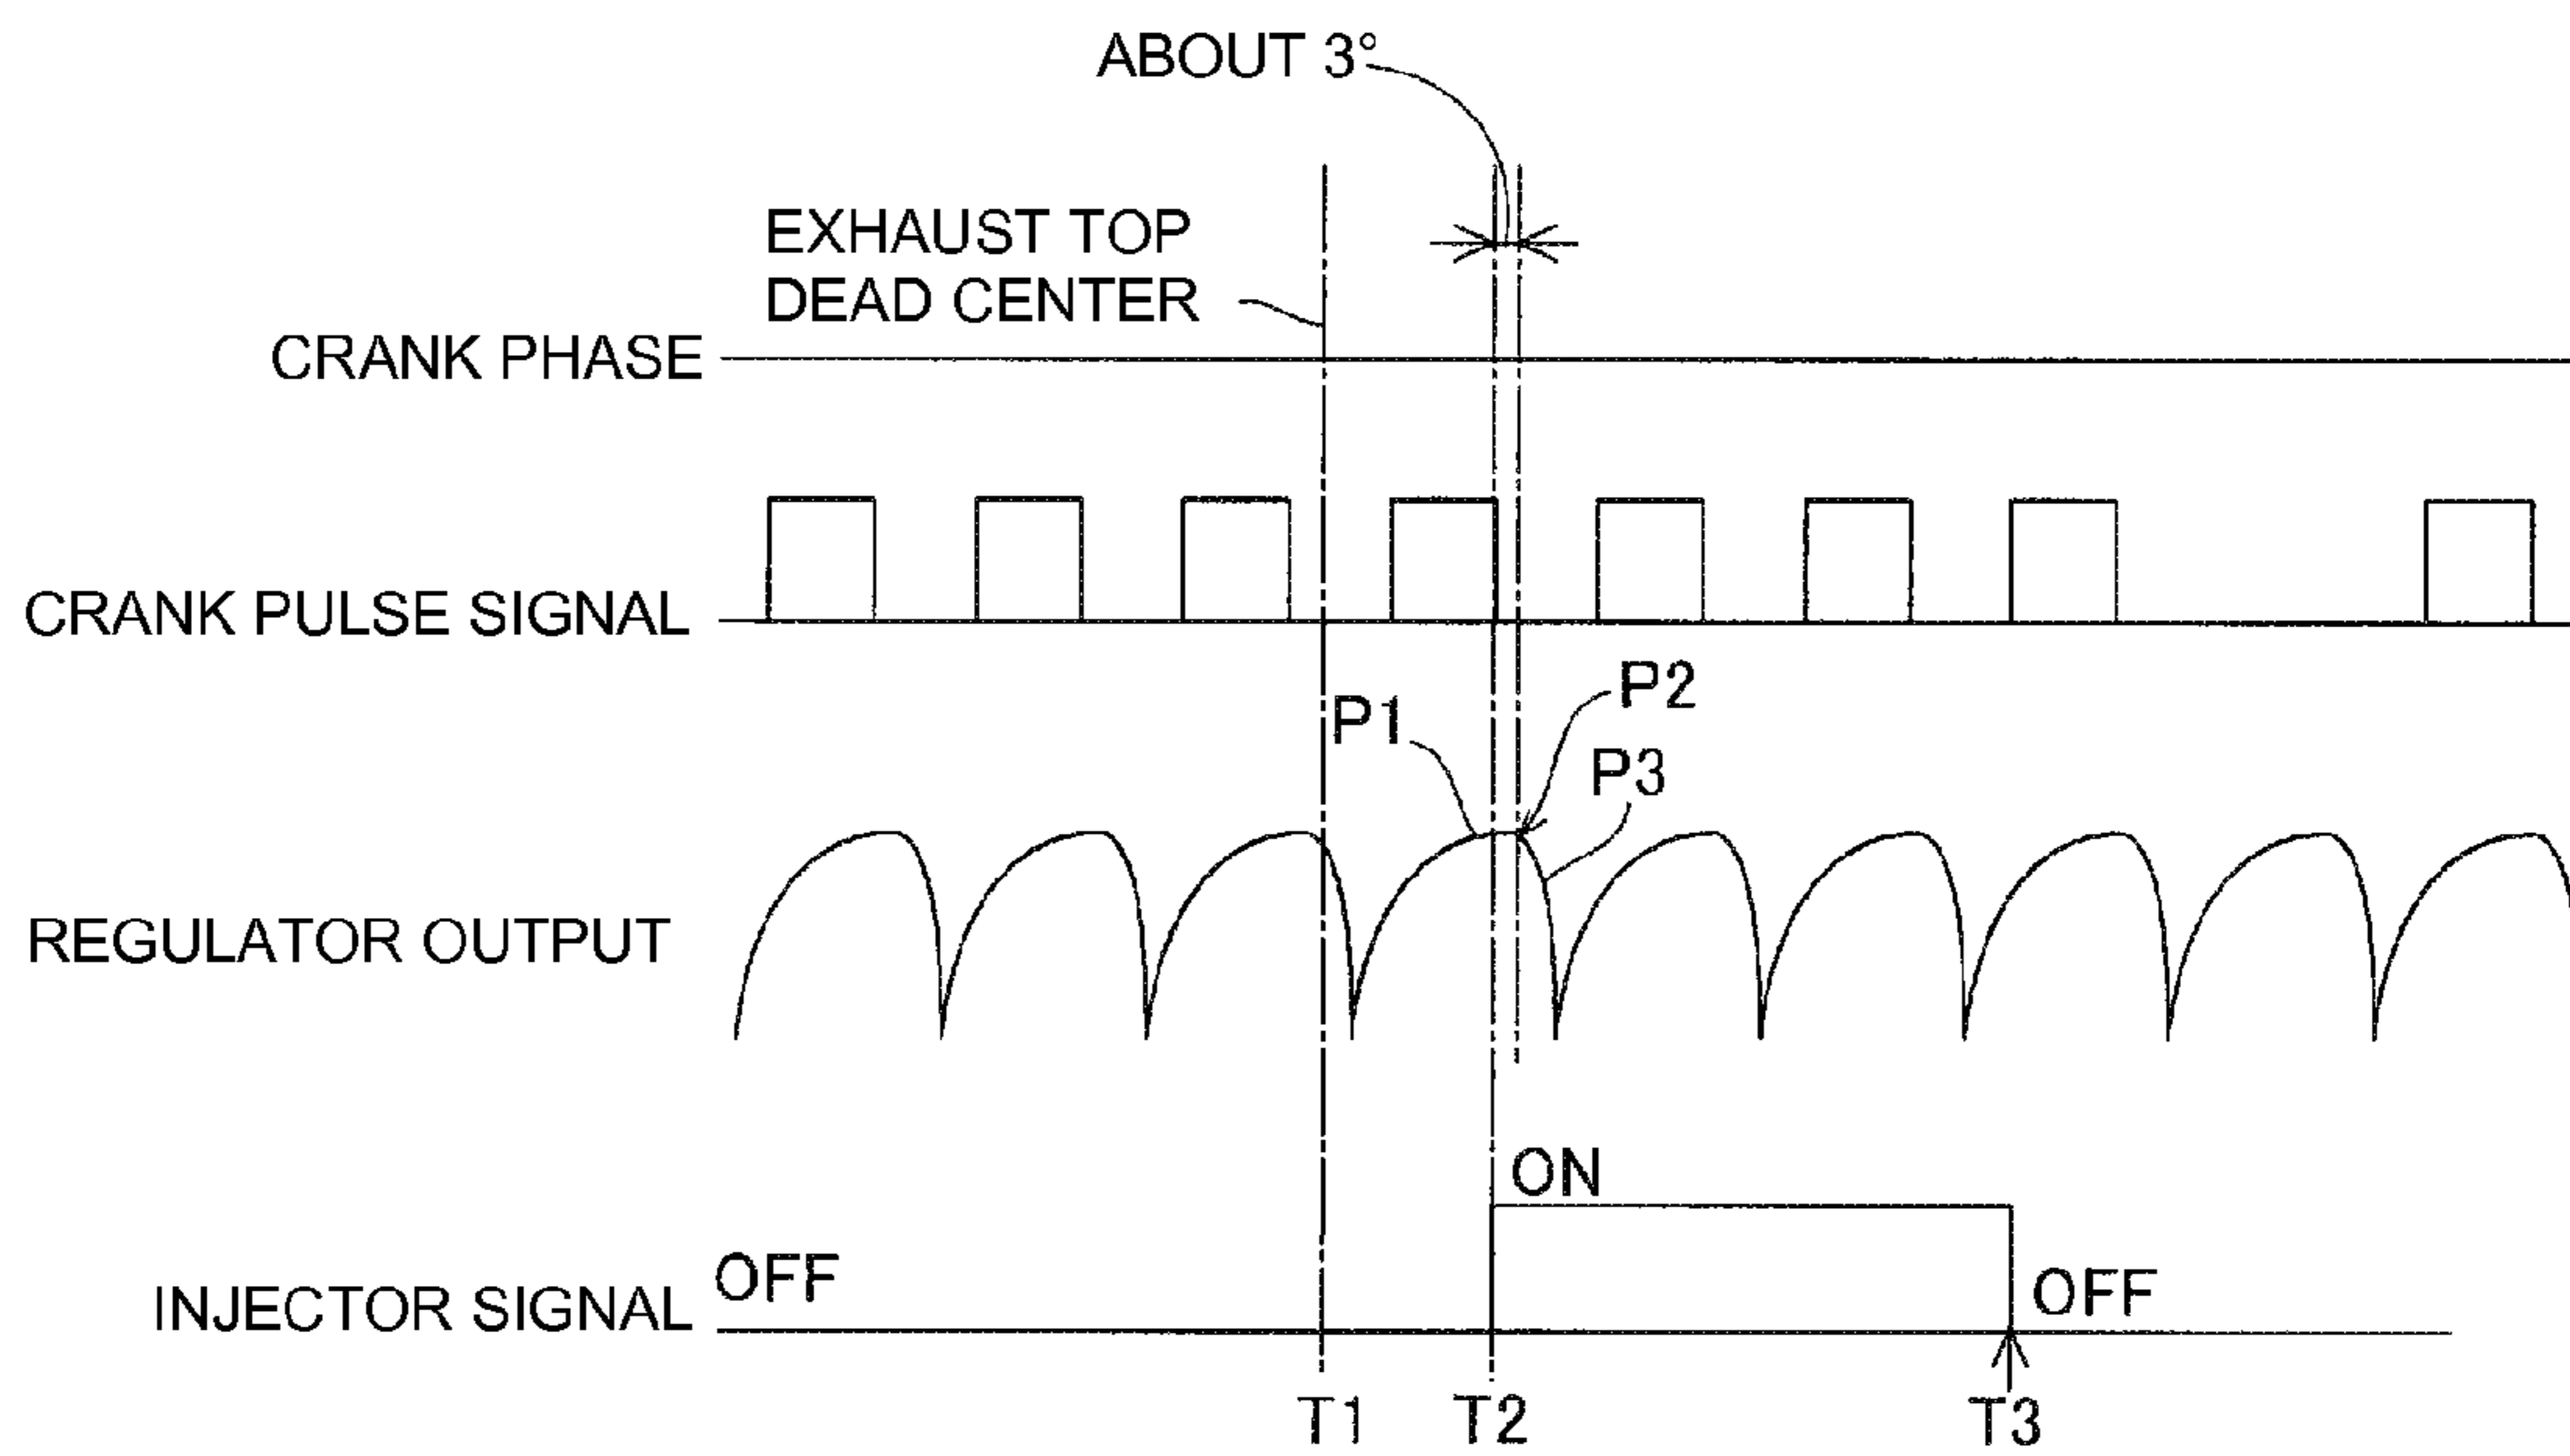 ABOUT 3°
EXHAUST TOP
DEAD CENTER
CRANK PHASE
CRANK PULSE SIGNAL
P1
P2
P3
REGULATOR OUTPUT
ON
OFF
OFF
INJECTOR SIGNAL
T1
T2
T3